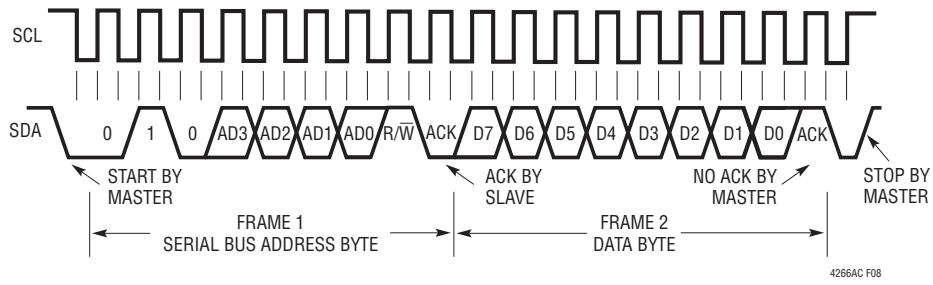 SCL
SDA
0 1 0 AD3 AD2 AD1 AD0 R/W̅ ACK D7 D6 D5 D4 D3 D2 D1 D0 ACK
START BY
MASTER
ACK BY
SLAVE
NO ACK BY
MASTER
STOP BY
MASTER
FRAME 1
SERIAL BUS ADDRESS BYTE
FRAME 2
DATA BYTE
4266AC F08